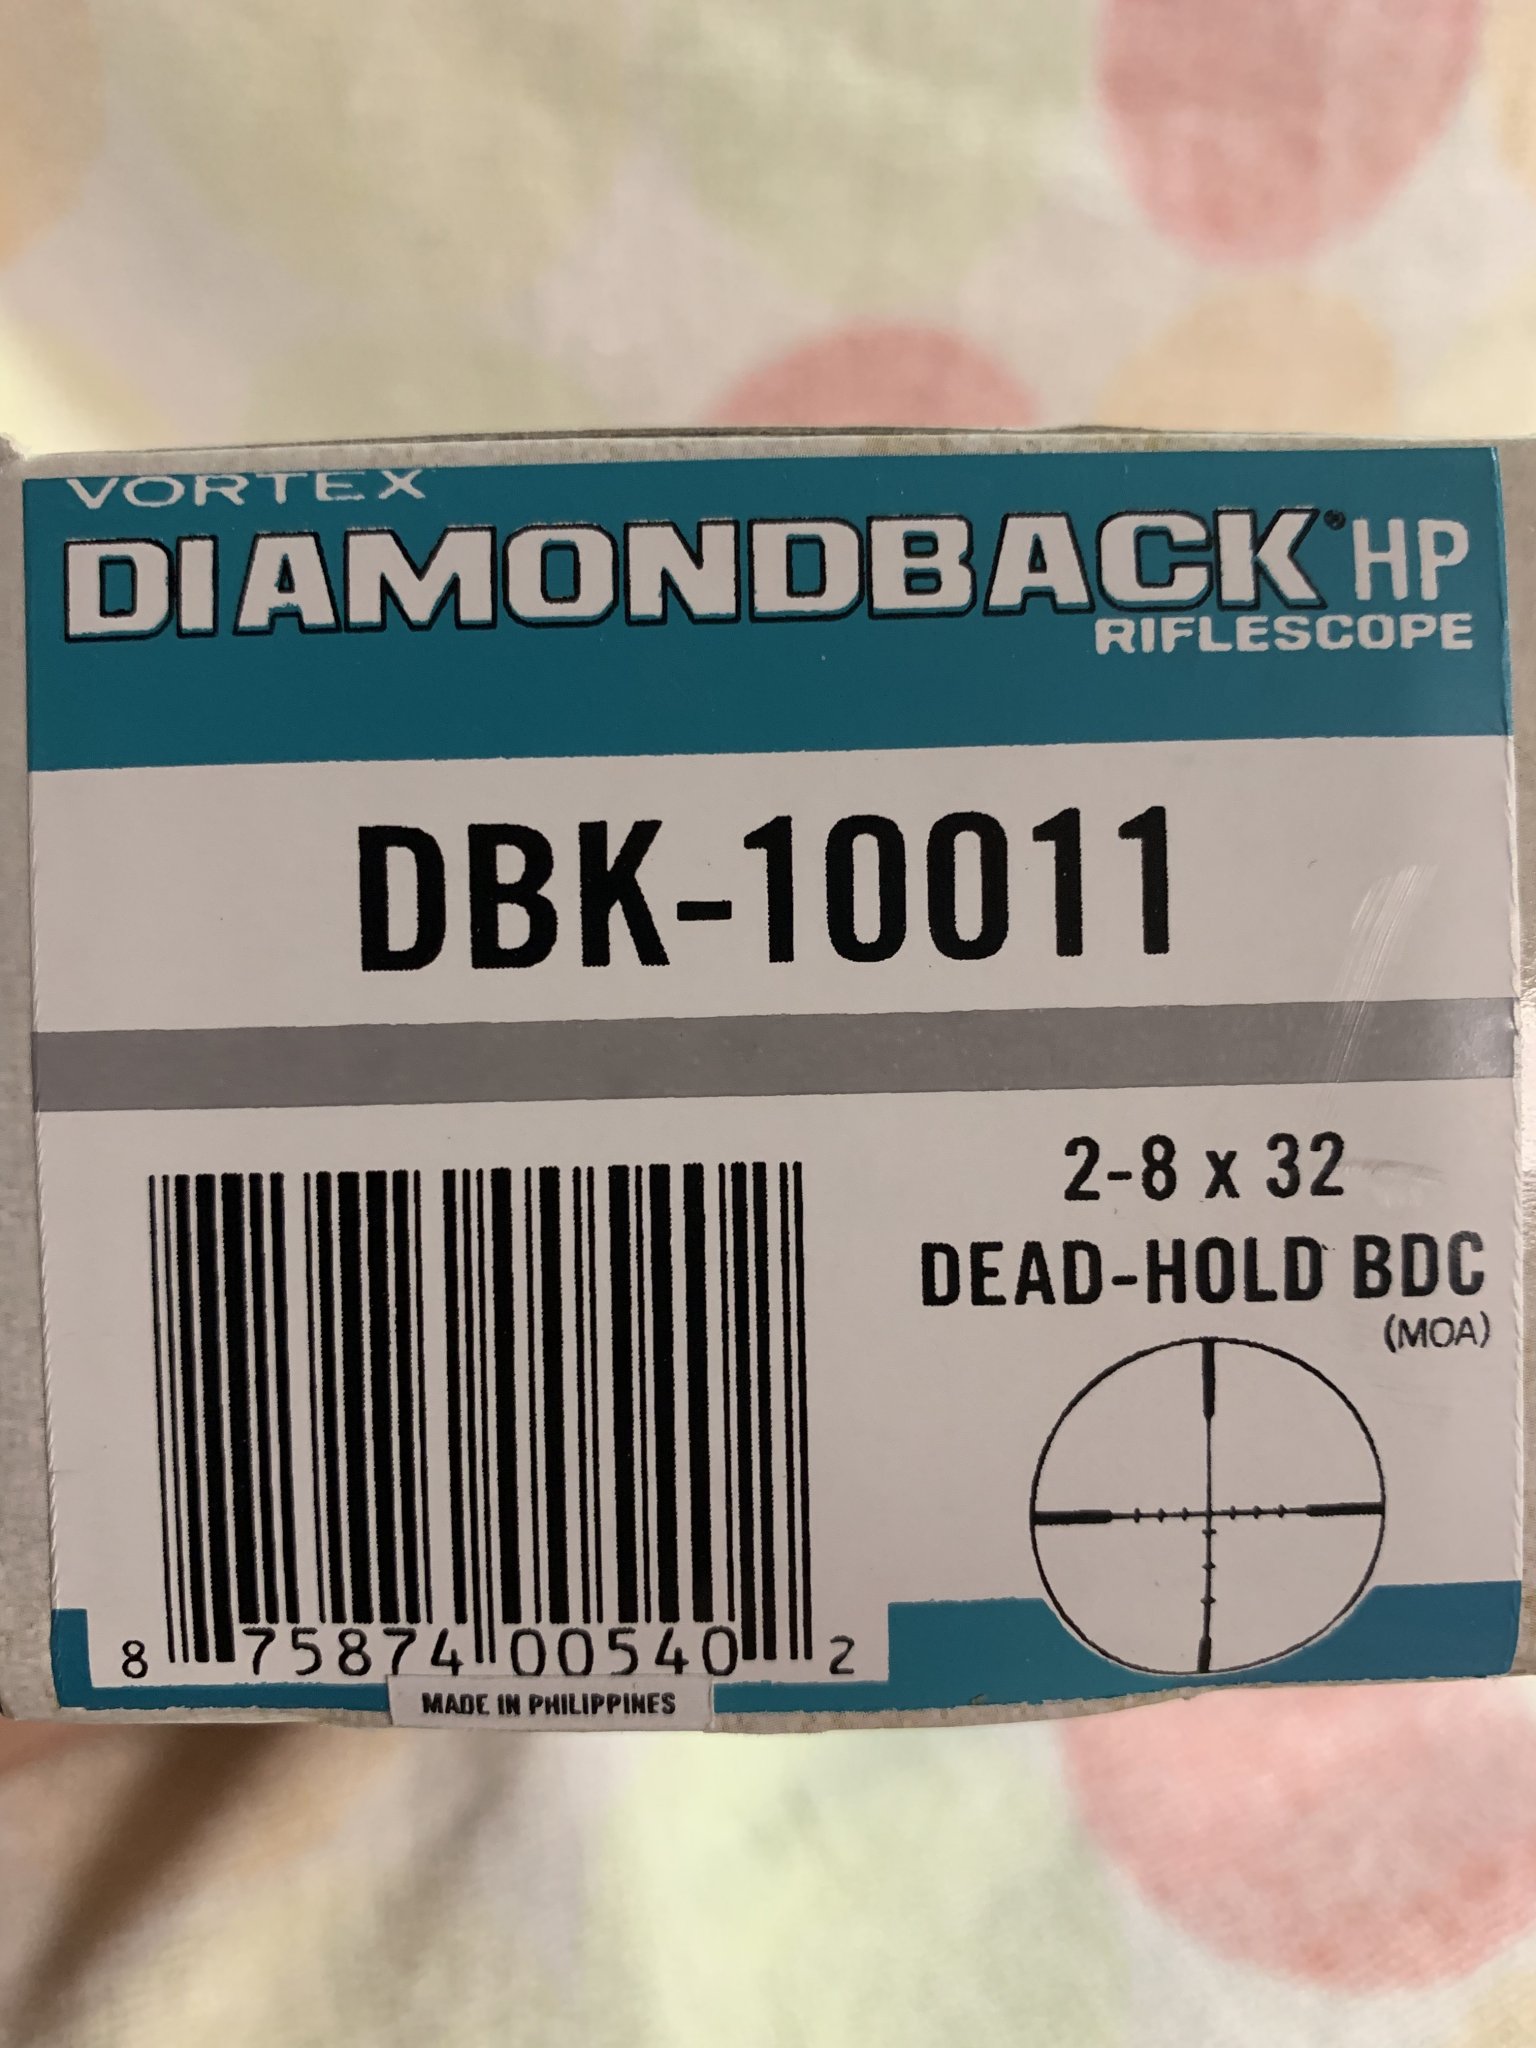 VORTEX
DIAMONDBACK® HP
RIFLESCOPE
DBK-10011
2-8 x 32
DEAD-HOLD BDC
(MOA)
8 75874 00540 2
MADE IN PHILIPPINES